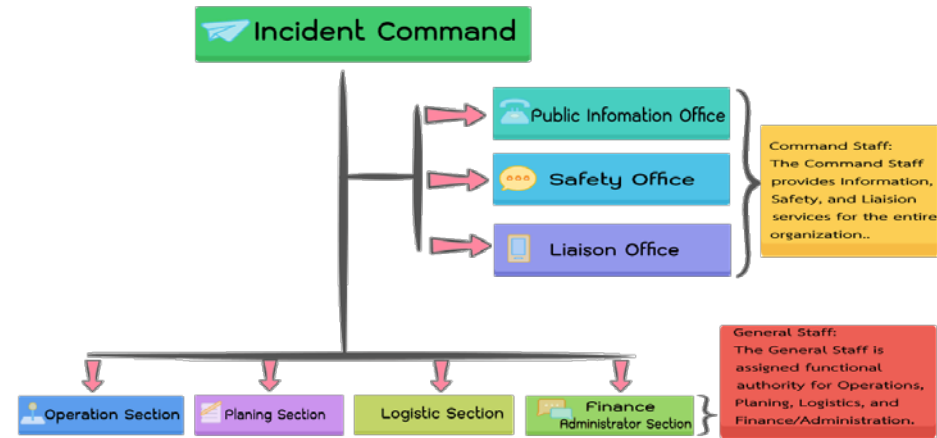 Incident Command
Public Infomation Office
Safety Office
Liaison Office
Command Staff:
The Command Staff
provides Information,
Safety, and Liaision
services for the entire
organization..
General Staff:
The General Staff is
assigned functional
authority for Operations,
Planing, Logistics, and
Finance/Administration.
Operation Section
Planing Section
Logistic Section
Finance
Administrator Section